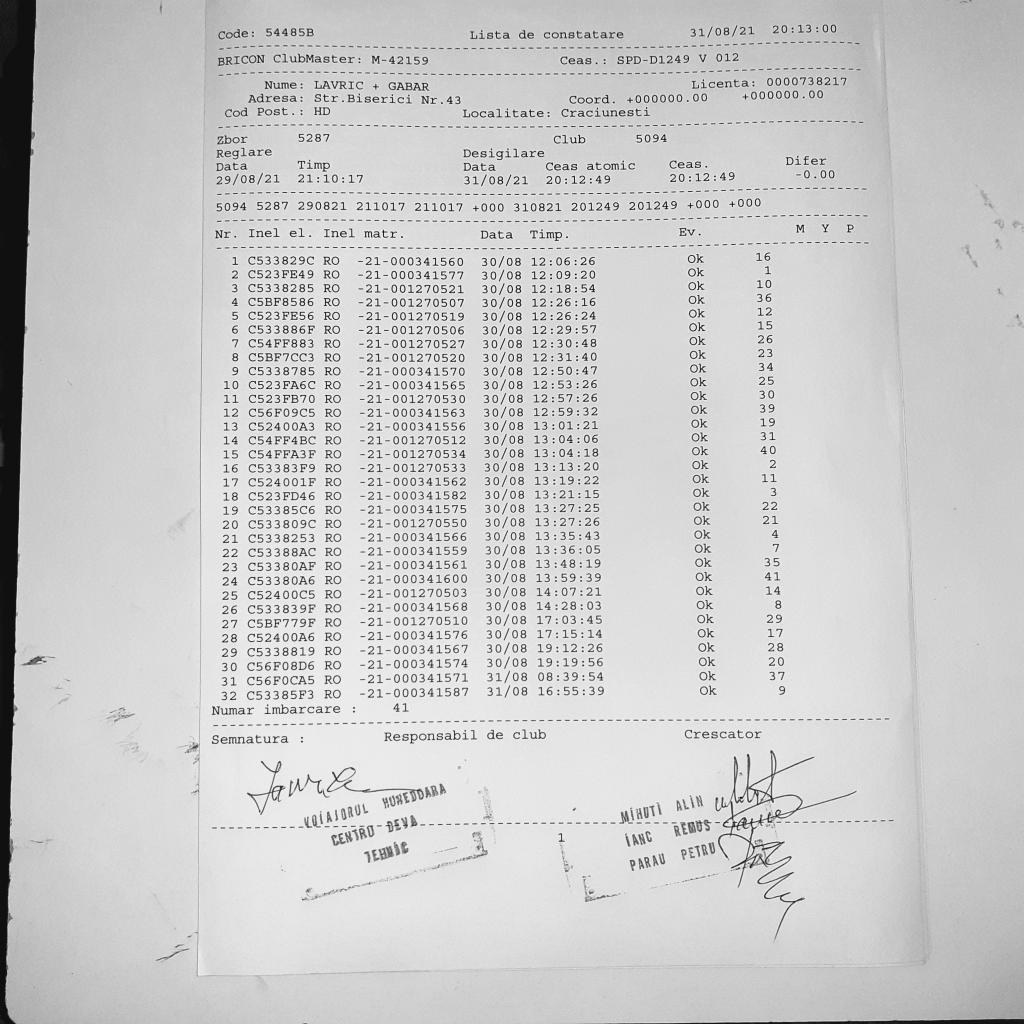 Code: 54485B Lista de constatare 31/08/21 20:13:00
BRICON ClubMaster: M-42159 Ceas.: SPD-D1249 V 012
Nume: LAVRIC + GABAR Licenta: 0000738217
Adresa: Str.Biserici Nr.43 Coord. +000000.00 +000000.00
Cod Post.: HD Localitate: Craciunesti
Zbor 5287 Club 5094
Reglare Desigilare
Data Timp Data Ceas atomic Ceas. Difer
29/08/21 21:10:17 31/08/21 20:12:49 20:12:49 -0.00
5094 5287 290821 211017 211017 +000 310821 201249 201249 +000 +000
Nr. Inel el. Inel matr. Data Timp. Ev. M Y P
1 C533829C RO -21-000341560 30/08 12:06:26 Ok 16
2 C523FE49 RO -21-000341577 30/08 12:09:20 Ok 1
3 C5338285 RO -21-001270521 30/08 12:18:54 Ok 10
4 C5BF8586 RO -21-001270507 30/08 12:26:16 Ok 36
5 C523FE56 RO -21-001270519 30/08 12:26:24 Ok 12
6 C533886F RO -21-001270506 30/08 12:29:57 Ok 15
7 C54FF883 RO -21-001270527 30/08 12:30:48 Ok 26
8 C5BF7CC3 RO -21-001270520 30/08 12:31:40 Ok 23
9 C5338785 RO -21-000341570 30/08 12:50:47 Ok 34
10 C523FA6C RO -21-000341565 30/08 12:53:26 Ok 25
11 C523FB70 RO -21-001270530 30/08 12:57:26 Ok 30
12 C56F09C5 RO -21-000341563 30/08 12:59:32 Ok 39
13 C52400A3 RO -21-000341556 30/08 13:01:21 Ok 19
14 C54FF4BC RO -21-001270512 30/08 13:04:06 Ok 31
15 C54FFA3F RO -21-001270534 30/08 13:04:18 Ok 40
16 C53383F9 RO -21-001270533 30/08 13:13:20 Ok 2
17 C524001F RO -21-000341562 30/08 13:19:22 Ok 11
18 C523FD46 RO -21-000341582 30/08 13:21:15 Ok 3
19 C53385C6 RO -21-000341575 30/08 13:27:25 Ok 22
20 C533809C RO -21-001270550 30/08 13:27:26 Ok 21
21 C5338253 RO -21-000341566 30/08 13:35:43 Ok 4
22 C53388AC RO -21-000341559 30/08 13:36:05 Ok 7
23 C53380AF RO -21-000341561 30/08 13:48:19 Ok 35
24 C53380A6 RO -21-000341600 30/08 13:59:39 Ok 41
25 C52400C5 RO -21-001270503 30/08 14:07:21 Ok 14
26 C533839F RO -21-000341568 30/08 14:28:03 Ok 8
27 C5BF779F RO -21-001270510 30/08 17:03:45 Ok 29
28 C52400A6 RO -21-000341576 30/08 17:15:14 Ok 17
29 C5338819 RO -21-000341567 30/08 19:12:26 Ok 28
30 C56F08D6 RO -21-000341574 30/08 19:19:56 Ok 20
31 C56F0CA5 RO -21-000341571 31/08 08:39:54 Ok 37
32 C53385F3 RO -21-000341587 31/08 16:55:39 Ok 9
Numar imbarcare : 41
Semnatura : Responsabil de club Crescator
VOIAJORUL HUNEDOARA
CENTRU DEVA
TEHNIC
MIHUTI ALIN
IANC REMUS
PARAU PETRU
1